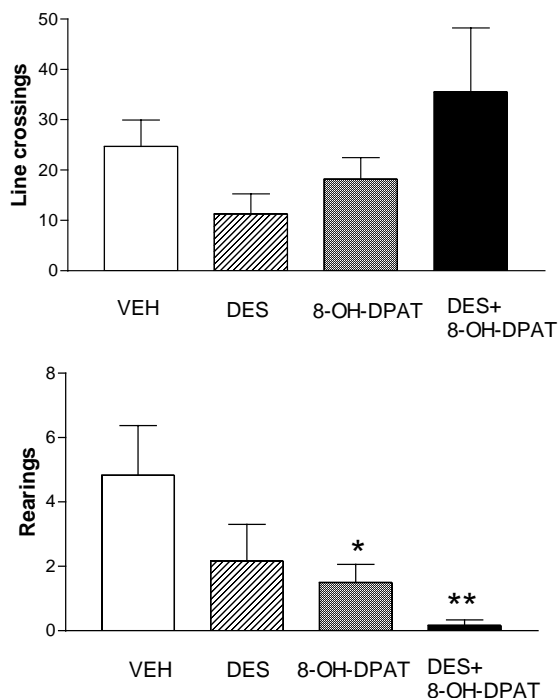 50
40
30
20
10
0
Line crossings
VEH
DES
8-OH-DPAT
DES+
8-OH-DPAT
8
6
4
2
0
Rearings
*
**
VEH
DES
8-OH-DPAT
DES+
8-OH-DPAT